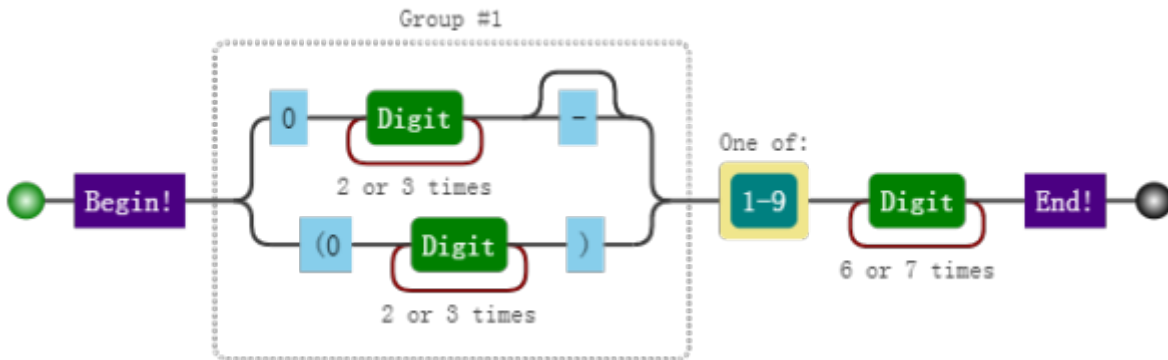 Group #1
0 Digit -
2 or 3 times
One of:
Begin! 1-9 Digit End!
(0 Digit )
6 or 7 times
2 or 3 times